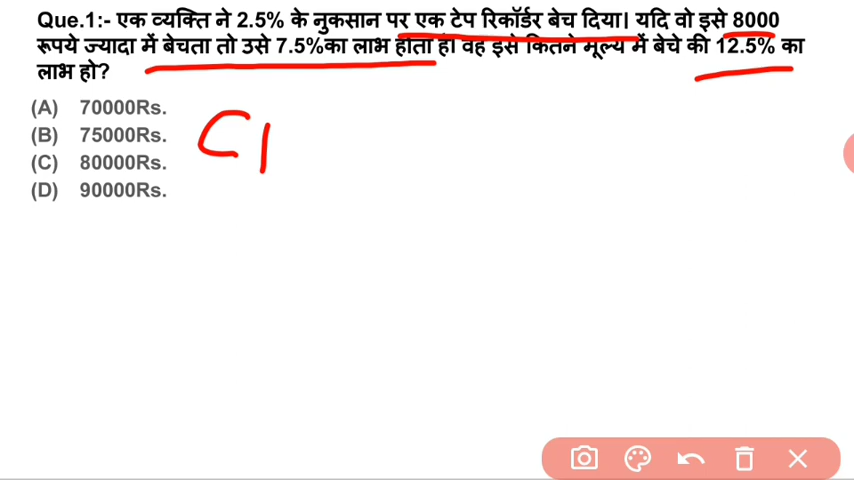 Que.1:- एक व्यक्ति ने 2.5% के नुकसान पर एक टेप रिकॉर्डर बेच दिया। यदि वो इसे 8000
रूपये ज्यादा में बेचता तो उसे 7.5%का लाभ होता है। वह इसे कितने मूल्य में बेचे की 12.5% का
लाभ हो?
(A) 70000Rs.
(B) 75000Rs.
(C) 80000Rs.
(D) 90000Rs.